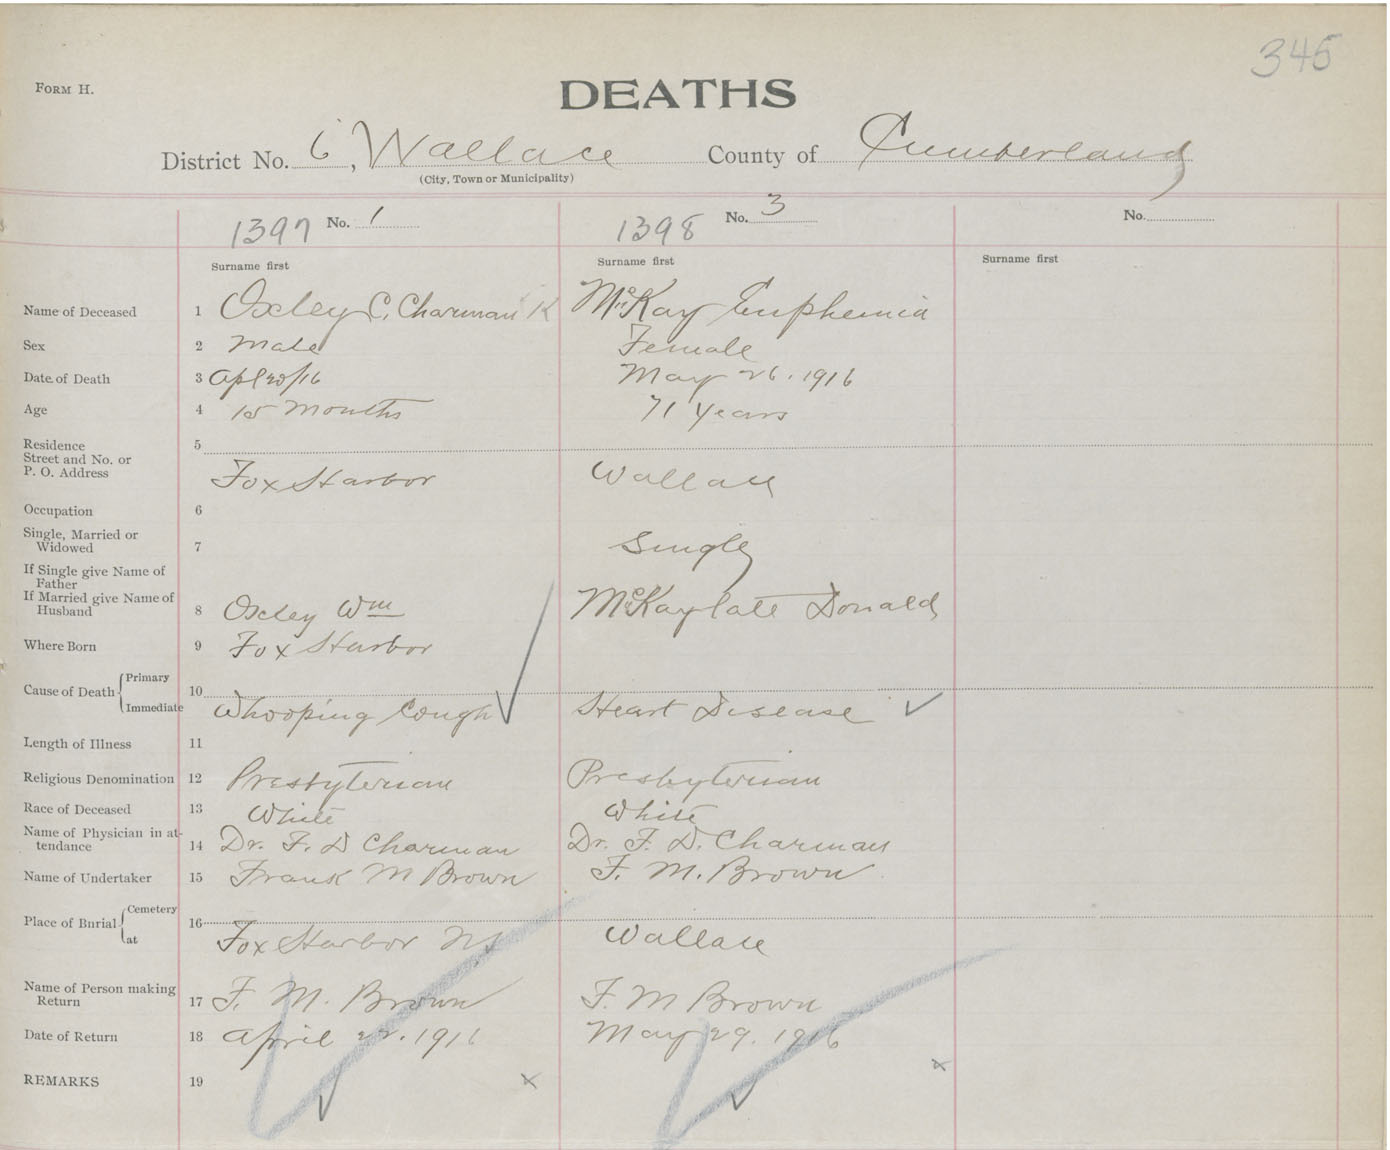 345
FORM H.
DEATHS
District No. 6, Wallace County of Cumberland
(City, Town or Municipality)
1397 No. 1 1398 No. 3 No.
Surname first Surname first Surname first
Name of Deceased 1 Oxley C. Charman McKay Euphemia
Sex 2 Male Female
Date of Death 3 Apl 20/16 May 26. 1916
Age 4 15 Months 71 Years
Residence 5
Street and No. or
P. O. Address Fox Harbor Wallace
Occupation 6
Single, Married or
Widowed 7 Single
If Single give Name of
Father
If Married give Name of
Husband 8 Oxley Wm McKay late Donald
Where Born 9 Fox Harbor
Cause of Death Primary 10
Immediate Whooping Cough Heart Disease
Length of Illness 11
Religious Denomination 12 Presbyterian Presbyterian
Race of Deceased 13 White White
Name of Physician in at-
tendance 14 Dr. F. D Charman Dr. F. D. Charman
Name of Undertaker 15 Frank M Brown F. M. Brown
Place of Burial Cemetery 16
at Fox Harbor NS Wallace
Name of Person making
Return 17 F. M. Brown F. M Brown
Date of Return 18 April 22. 1916 May 29. 1916
REMARKS 19 x x